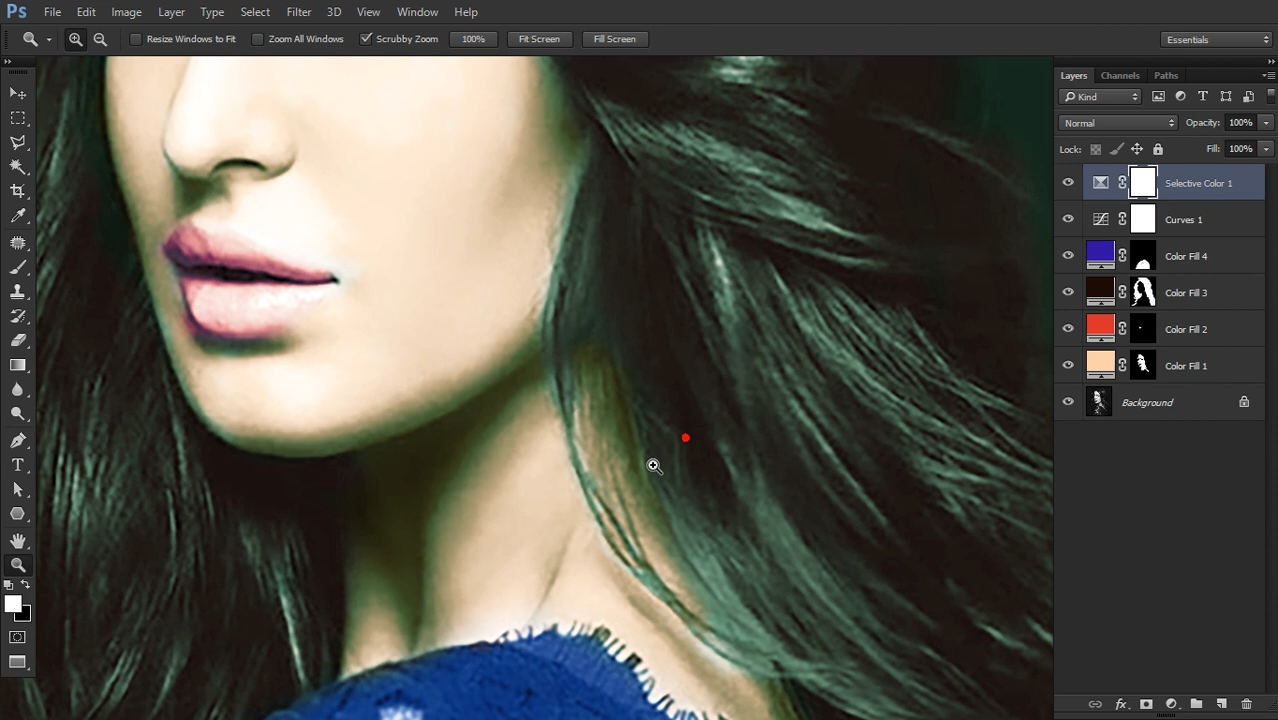 Ps File Edit Image Layer Type Select Filter 3D View Window Help
Resize Windows to Fit Zoom All Windows Scrubby Zoom 100% Fit Screen Fill Screen Essentials
Layers Channels Paths
Kind
Normal Opacity: 100%
Lock: Fill: 100%
Selective Color 1
Curves 1
Color Fill 4
Color Fill 3
Color Fill 2
Color Fill 1
Background